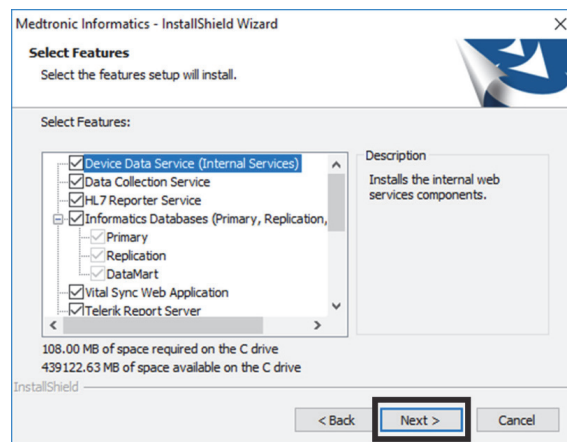 Medtronic Informatics - InstallShield Wizard
Select Features
Select the features setup will install.
Select Features:
Device Data Service (Internal Services)
Data Collection Service
HL7 Reporter Service
Informatics Databases (Primary, Replication,
Primary
Replication
DataMart
Vital Sync Web Application
Telerik Report Server
Description
Installs the internal web
services components.
108.00 MB of space required on the C drive
439122.63 MB of space available on the C drive
InstallShield
< Back
Next >
Cancel